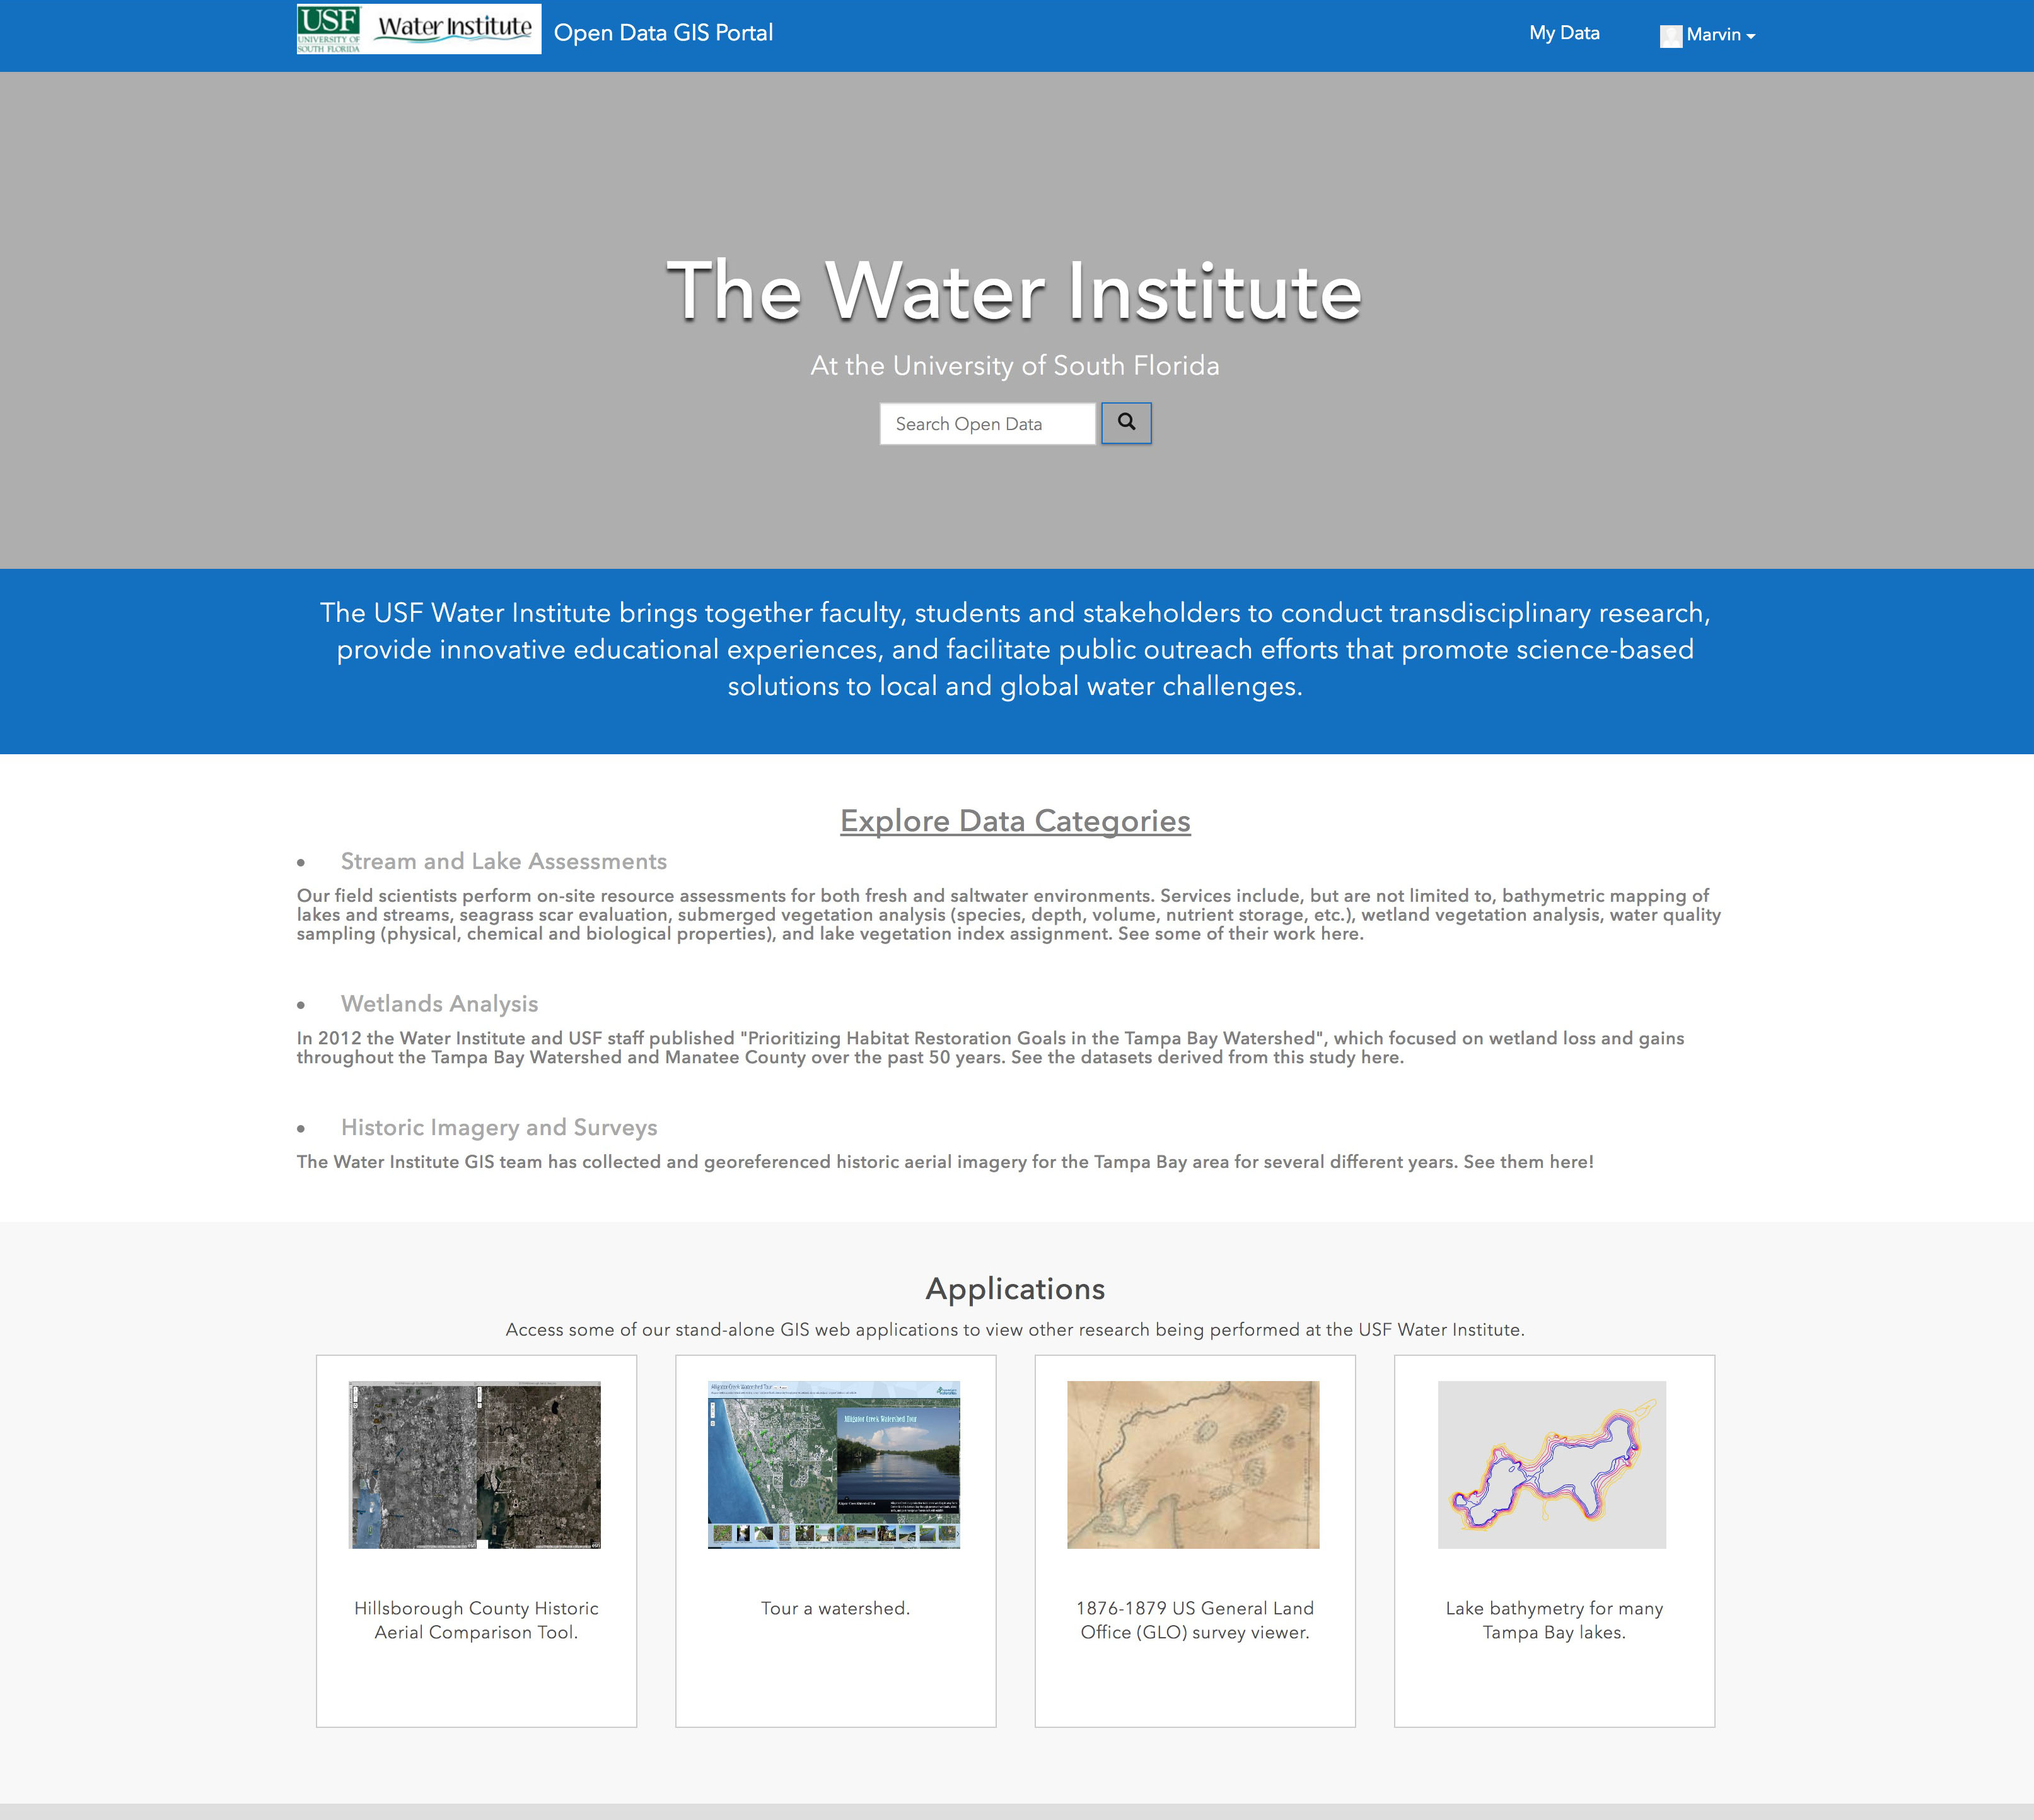 USF
UNIVERSITY OF
SOUTH FLORIDA
Water Institute
Open Data GIS Portal
My Data
Marvin
The Water Institute
At the University of South Florida
Search Open Data
The USF Water Institute brings together faculty, students and stakeholders to conduct transdisciplinary research,
provide innovative educational experiences, and facilitate public outreach efforts that promote science-based
solutions to local and global water challenges.
Explore Data Categories
• Stream and Lake Assessments
Our field scientists perform on-site resource assessments for both fresh and saltwater environments. Services include, but are not limited to, bathymetric mapping of
lakes and streams, seagrass scar evaluation, submerged vegetation analysis (species, depth, volume, nutrient storage, etc.), wetland vegetation analysis, water quality
sampling (physical, chemical and biological properties), and lake vegetation index assignment. See some of their work here.
• Wetlands Analysis
In 2012 the Water Institute and USF staff published "Prioritizing Habitat Restoration Goals in the Tampa Bay Watershed", which focused on wetland loss and gains
throughout the Tampa Bay Watershed and Manatee County over the past 50 years. See the datasets derived from this study here.
• Historic Imagery and Surveys
The Water Institute GIS team has collected and georeferenced historic aerial imagery for the Tampa Bay area for several different years. See them here!
Applications
Access some of our stand-alone GIS web applications to view other research being performed at the USF Water Institute.
Alligator Creek Watershed Tour
Alligator Creek Watershed Tour
Hillsborough County Historic
Aerial Comparison Tool.
Tour a watershed.
1876-1879 US General Land
Office (GLO) survey viewer.
Lake bathymetry for many
Tampa Bay lakes.